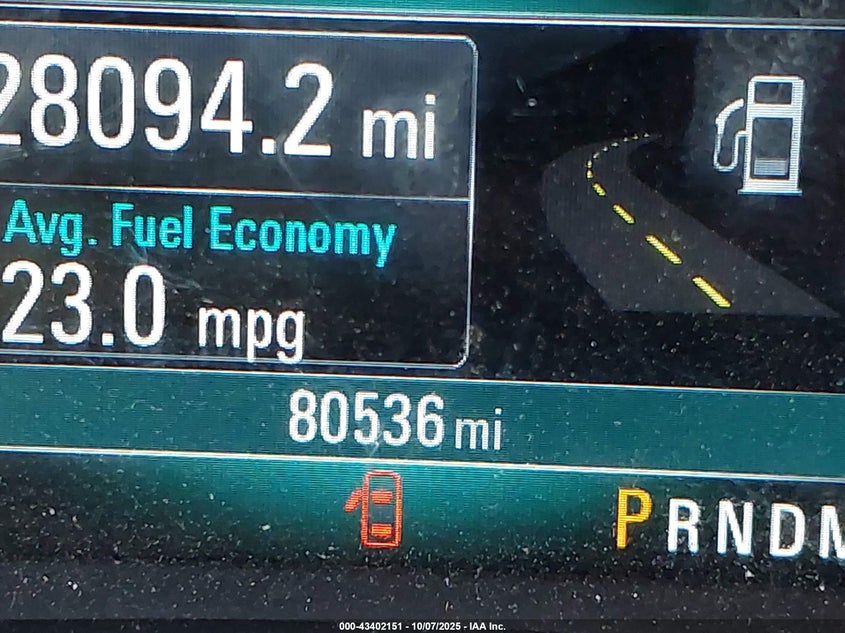 28094.2 mi
Avg. Fuel Economy
23.0 mpg
80536 mi
PRNDM
000-43402151 - 10/07/2025 - IAA Inc.